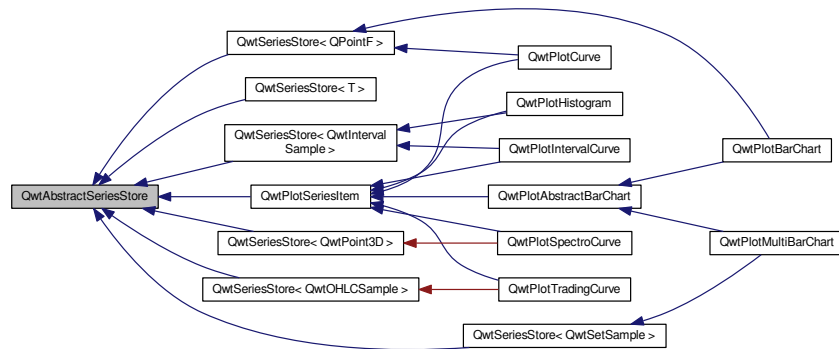 QwtAbstractSeriesStore
QwtSeriesStore< QPointF >
QwtSeriesStore< T >
QwtSeriesStore< QwtInterval
Sample >
QwtPlotSeriesItem
QwtSeriesStore< QwtPoint3D >
QwtSeriesStore< QwtOHLCSample >
QwtSeriesStore< QwtSetSample >
QwtPlotCurve
QwtPlotHistogram
QwtPlotIntervalCurve
QwtPlotAbstractBarChart
QwtPlotSpectroCurve
QwtPlotTradingCurve
QwtPlotBarChart
QwtPlotMultiBarChart